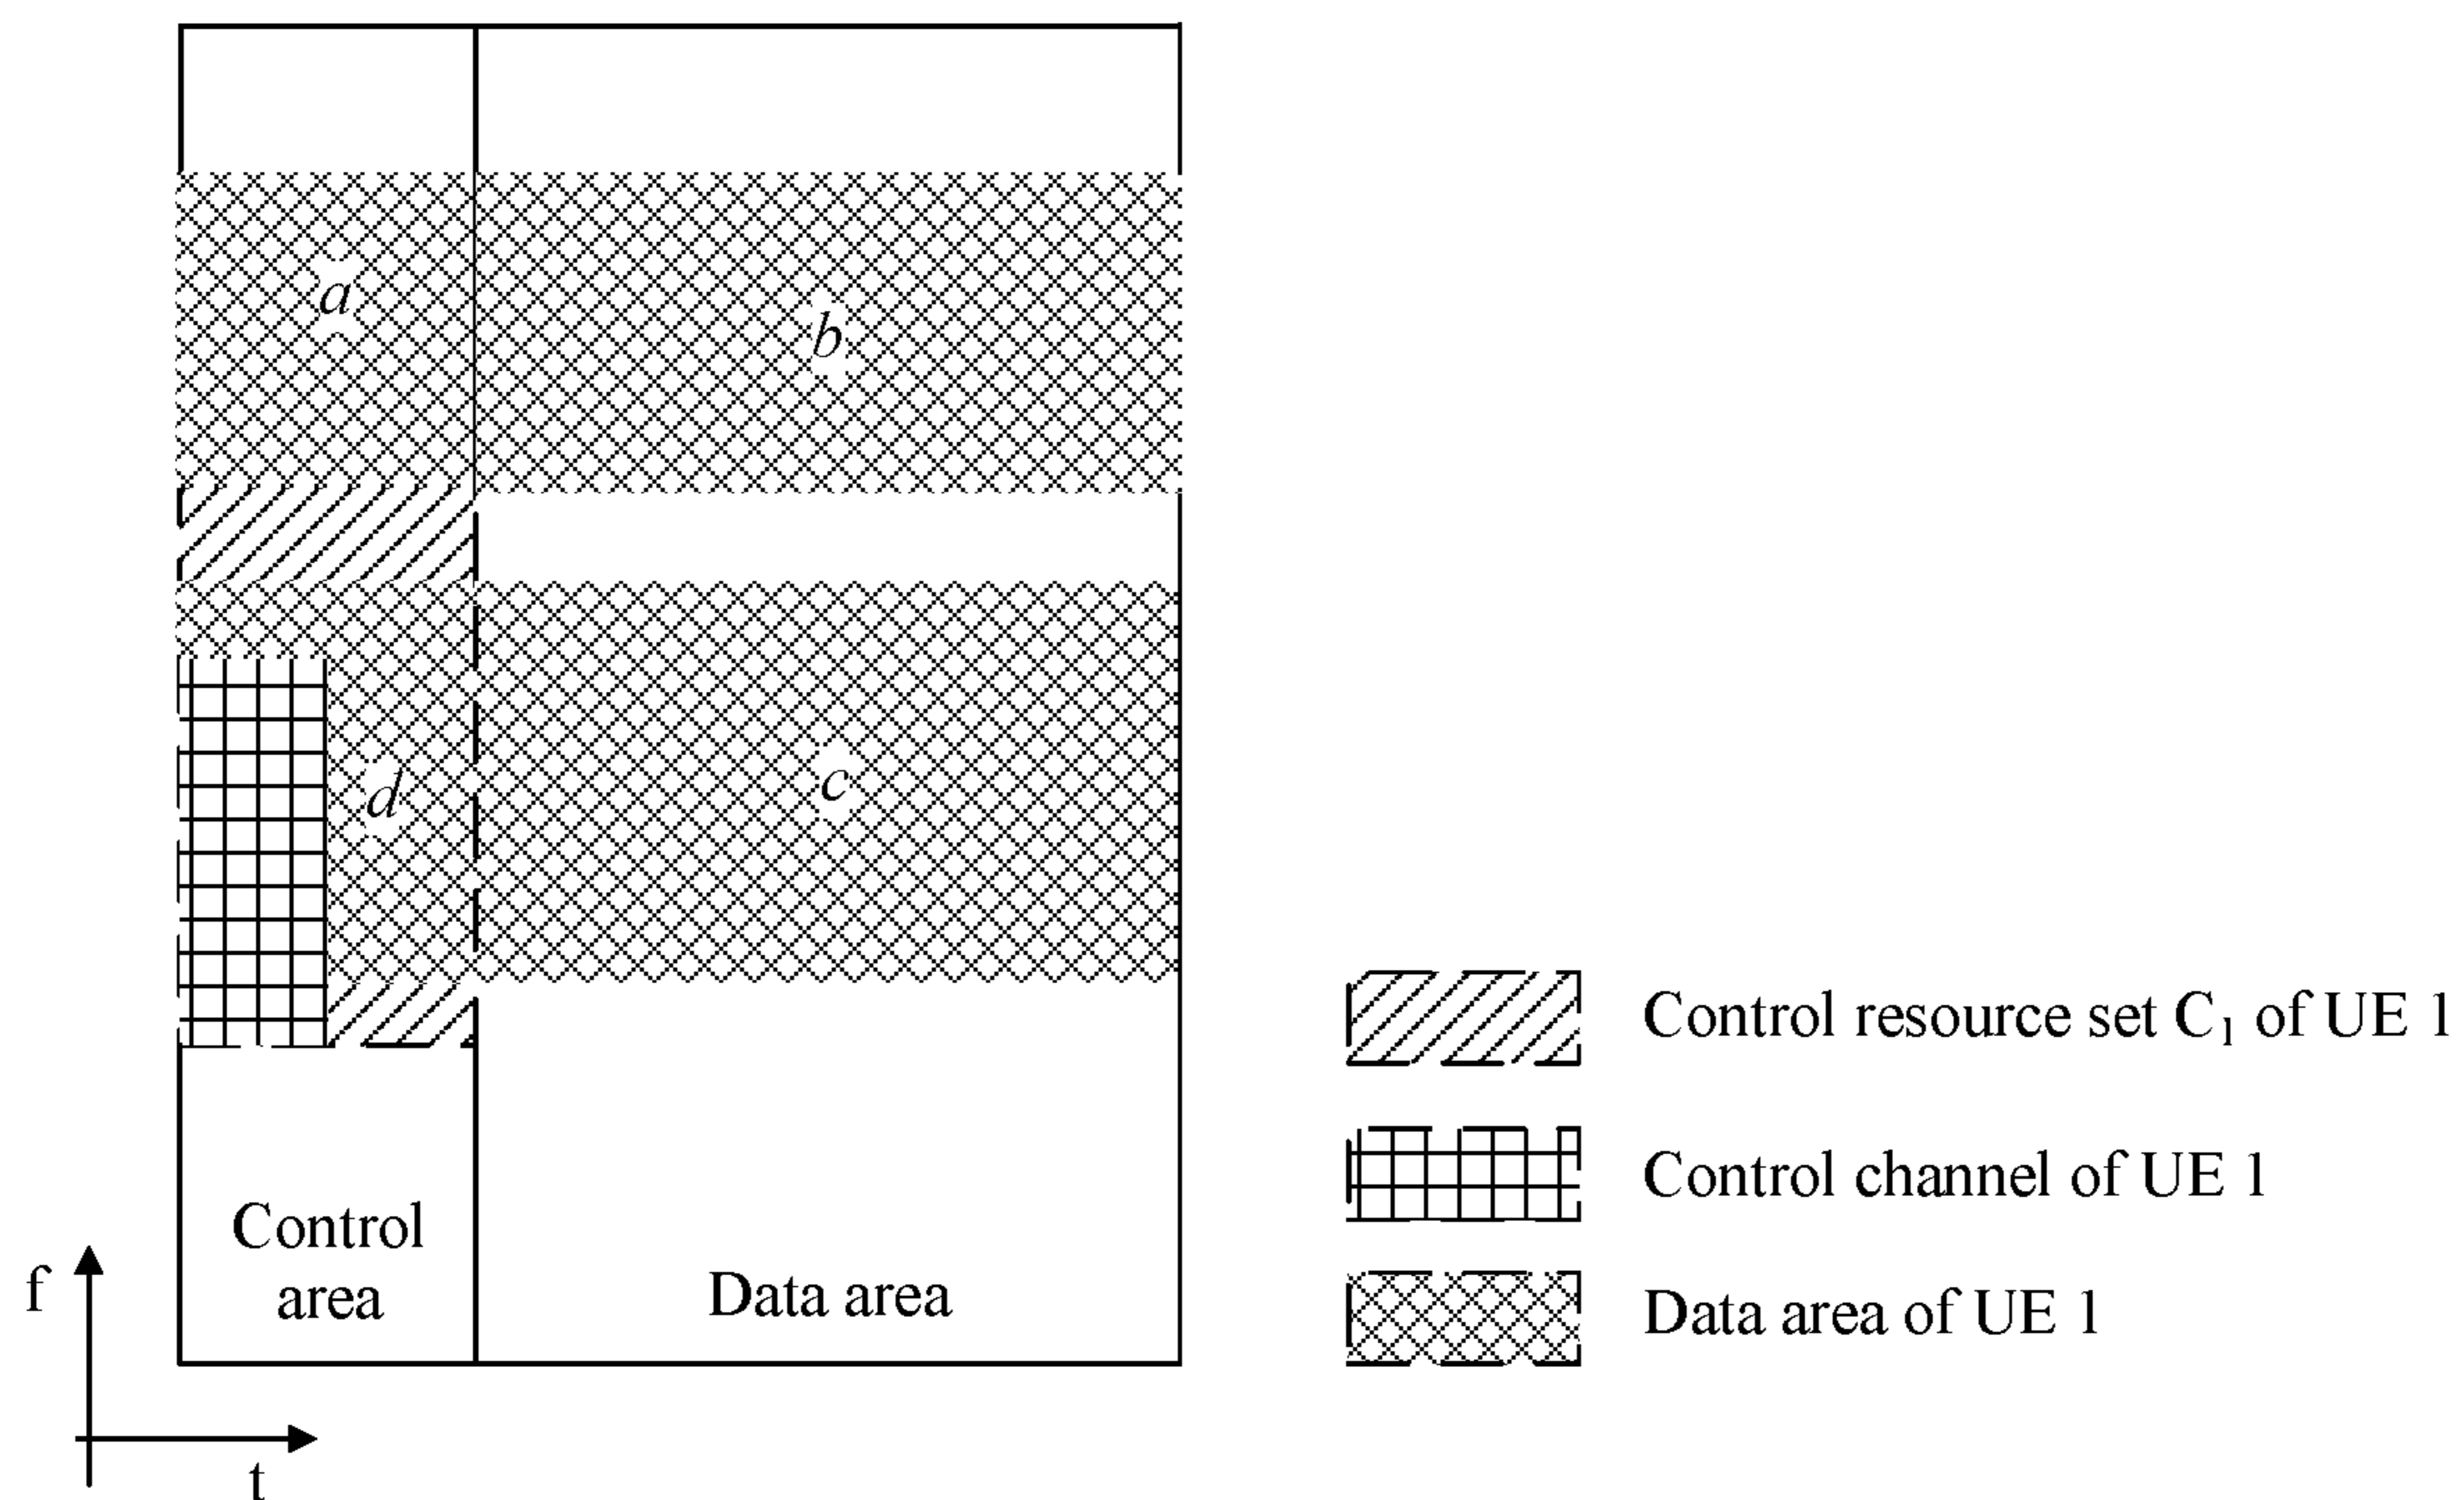 a
b
d
c
Control
area
Data area
f
t
Control resource set C₁ of UE 1
Control channel of UE 1
Data area of UE 1